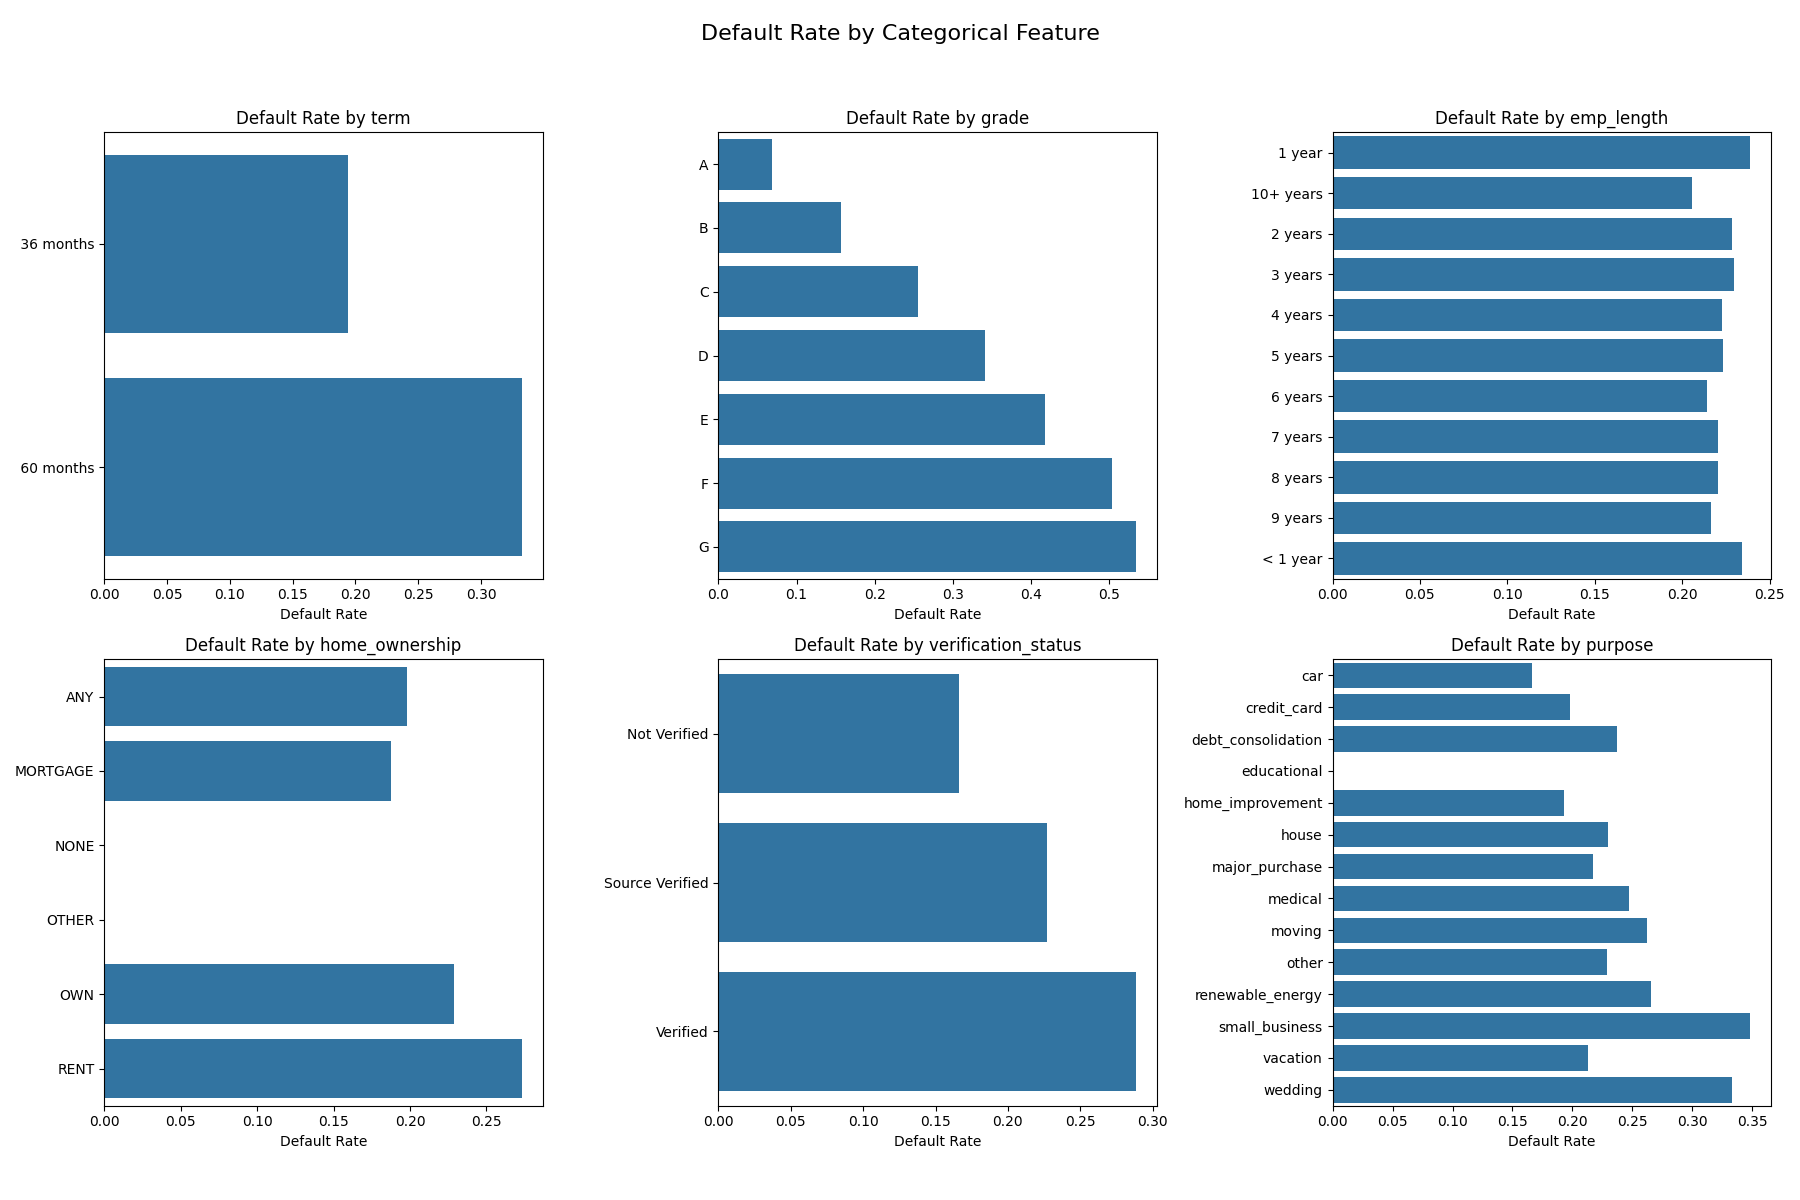 Default Rate by Categorical Feature
Default Rate by term
36 months
60 months
0.00 0.05 0.10 0.15 0.20 0.25 0.30
Default Rate
Default Rate by grade
A
B
C
D
E
F
G
0.0 0.1 0.2 0.3 0.4 0.5
Default Rate
Default Rate by emp_length
1 year
10+ years
2 years
3 years
4 years
5 years
6 years
7 years
8 years
9 years
< 1 year
0.00 0.05 0.10 0.15 0.20 0.25
Default Rate
Default Rate by home_ownership
ANY
MORTGAGE
NONE
OTHER
OWN
RENT
0.00 0.05 0.10 0.15 0.20 0.25
Default Rate
Default Rate by verification_status
Not Verified
Source Verified
Verified
0.00 0.05 0.10 0.15 0.20 0.25 0.30
Default Rate
Default Rate by purpose
car
credit_card
debt_consolidation
educational
home_improvement
house
major_purchase
medical
moving
other
renewable_energy
small_business
vacation
wedding
0.00 0.05 0.10 0.15 0.20 0.25 0.30 0.35
Default Rate